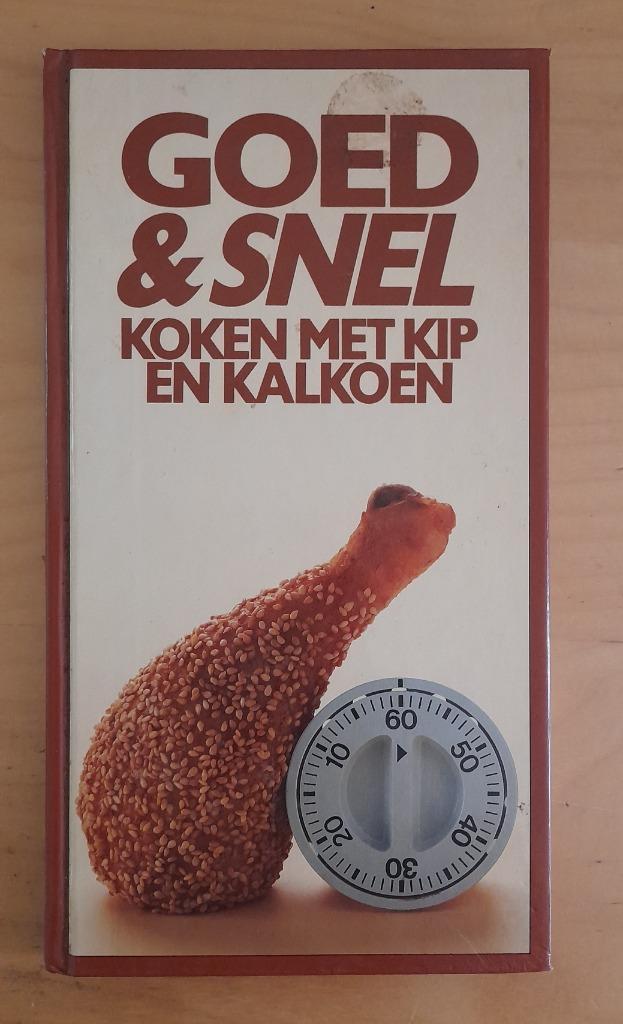 GOED
& SNEL
KOKEN MET KIP
EN KALKOEN
60
10
50
20
40
30